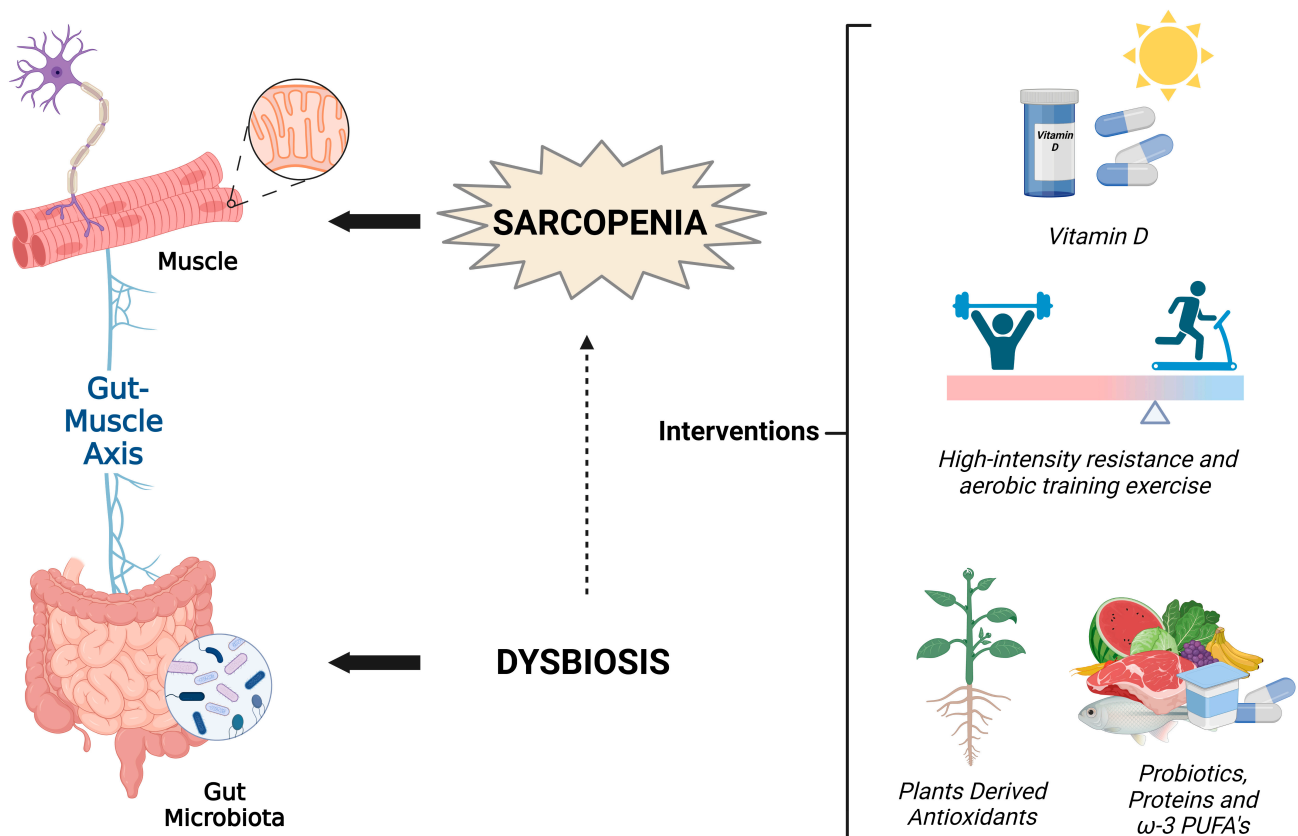 SARCOPENIA
Muscle
Gut-
Muscle
Axis
DYSBIOSIS
Gut
Microbiota
Interventions
Vitamin
D
Vitamin D
High-intensity resistance and
aerobic training exercise
Plants Derived
Antioxidants
Probiotics,
Proteins and
ω-3 PUFA's